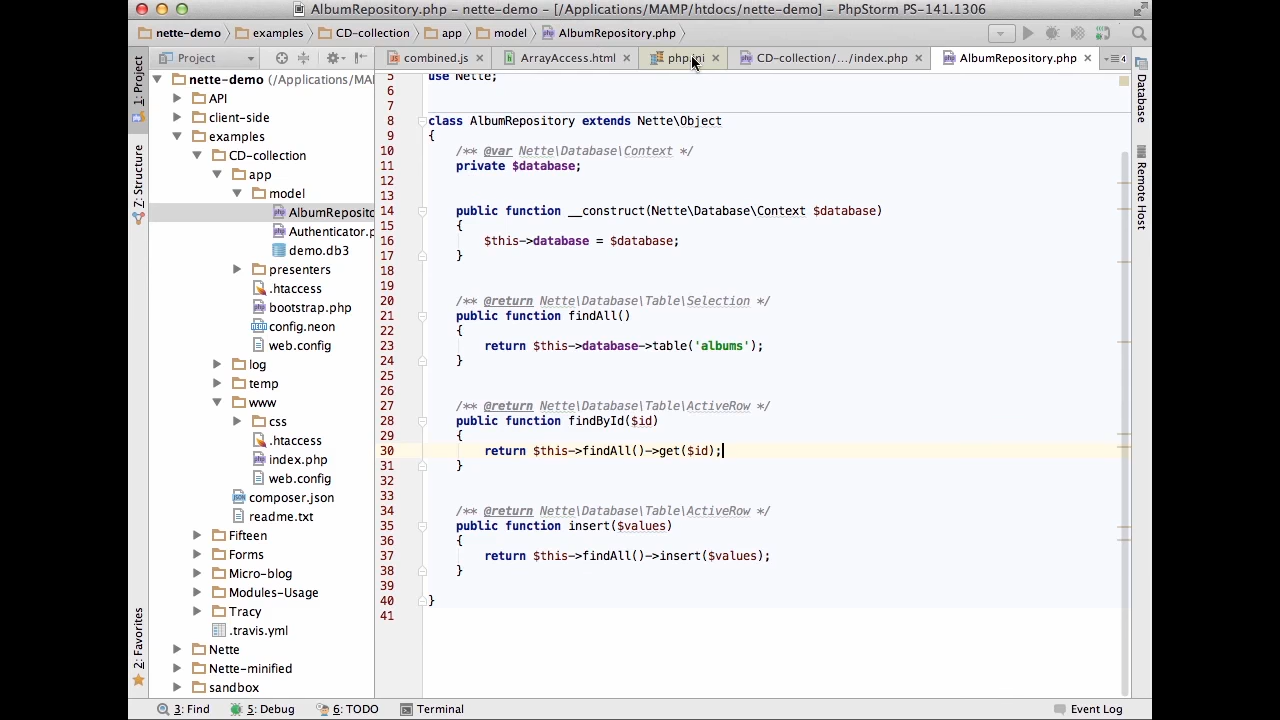 AlbumRepository.php - nette-demo - [/Applications/MAMP/htdocs/nette-demo] - PhpStorm PS-141.1306
nette-demo examples CD-collection app model AlbumRepository.php
Project
combined.js ArrayAccess.html php.ini CD-collection/.../index.php AlbumRepository.php 4
1: Project
Z: Structure
2: Favorites
nette-demo (/Applications/MA
API
client-side
examples
CD-collection
app
model
AlbumReposito
Authenticator.p
demo.db3
presenters
.htaccess
bootstrap.php
config.neon
web.config
log
temp
www
css
.htaccess
index.php
web.config
composer.json
readme.txt
Fifteen
Forms
Micro-blog
Modules-Usage
Tracy
.travis.yml
Nette
Nette-minified
sandbox
5 use Nette;
6
7
8 class AlbumRepository extends Nette\Object
9 {
10 /** @var Nette\Database\Context */
11 private $database;
12
13
14 public function __construct(Nette\Database\Context $database)
15 {
16 $this->database = $database;
17 }
18
19
20 /** @return Nette\Database\Table\Selection */
21 public function findAll()
22 {
23 return $this->database->table('albums');
24 }
25
26
27 /** @return Nette\Database\Table\ActiveRow */
28 public function findById($id)
29 {
30 return $this->findAll()->get($id);
31 }
32
33
34 /** @return Nette\Database\Table\ActiveRow */
35 public function insert($values)
36 {
37 return $this->findAll()->insert($values);
38 }
39
40 }
41
Database
Remote Host
3: Find 5: Debug 6: TODO Terminal Event Log